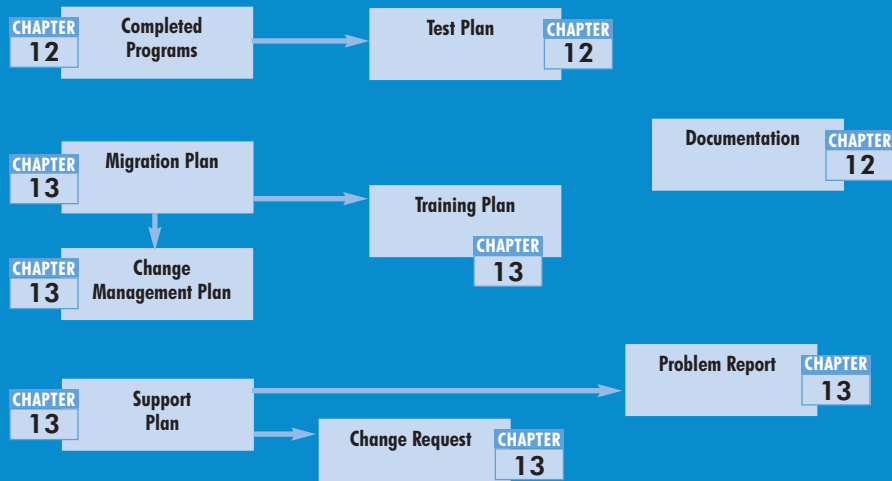 CHAPTER
12
Completed
Programs
Test Plan
CHAPTER
12
Documentation
CHAPTER
12
CHAPTER
13
Migration Plan
Training Plan
CHAPTER
13
CHAPTER
13
Change
Management Plan
Problem Report
CHAPTER
13
CHAPTER
13
Support
Plan
Change Request
CHAPTER
13